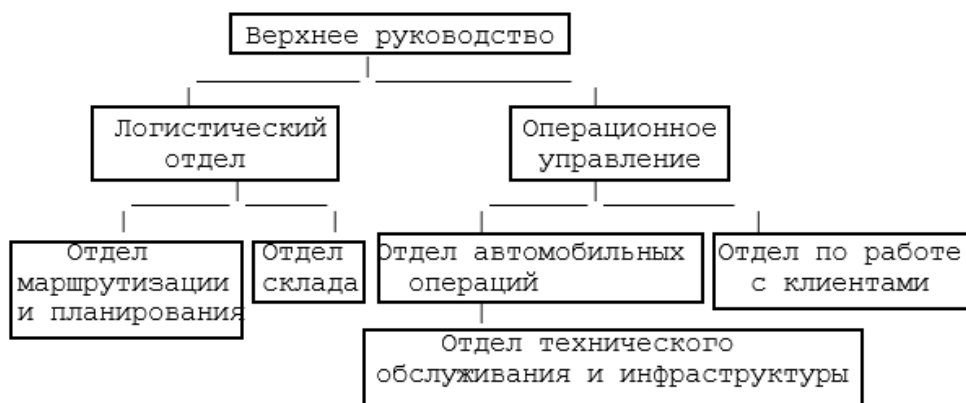 Верхнее руководство
Логистический
отдел
Операционное
управление
Отдел
маршрутизации
и планирования
Отдел
склада
Отдел автомобильных
операций
Отдел по работе
с клиентами
Отдел технического
обслуживания и инфраструктуры